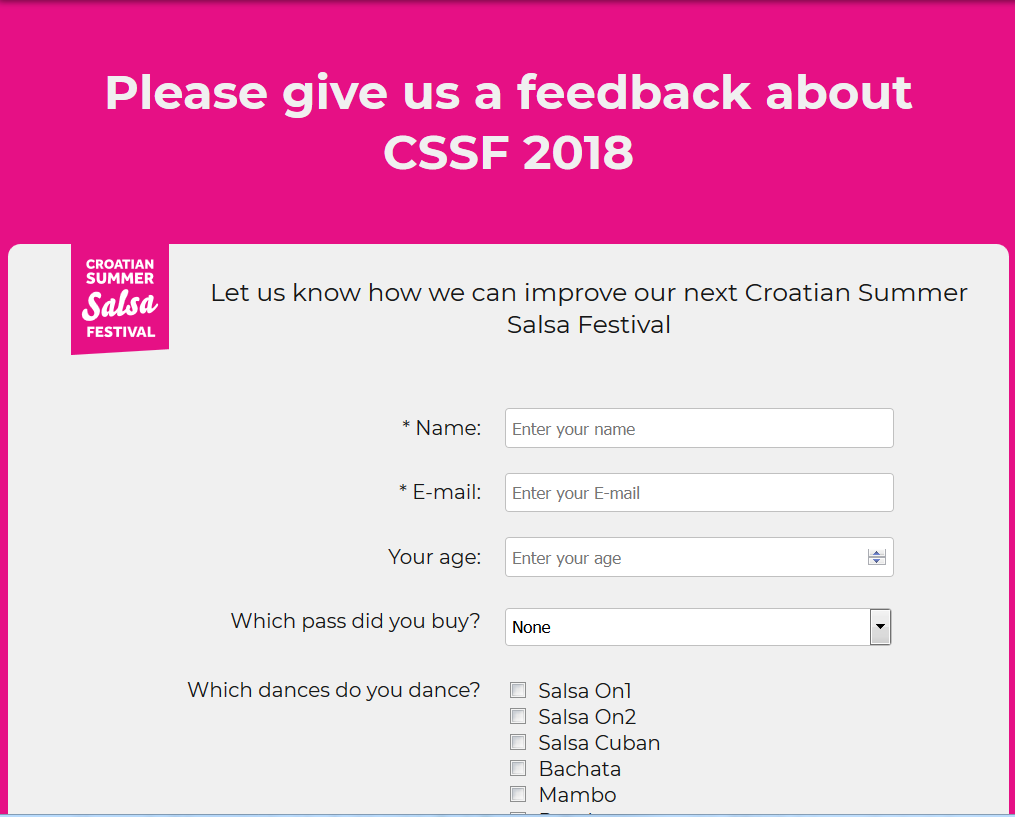 Please give us a feedback about
CSSF 2018
CROATIAN
SUMMER
Salsa
FESTIVAL
Let us know how we can improve our next Croatian Summer
Salsa Festival
* Name: Enter your name
* E-mail: Enter your E-mail
Your age: Enter your age
Which pass did you buy? None
Which dances do you dance? Salsa On1
Salsa On2
Salsa Cuban
Bachata
Mambo